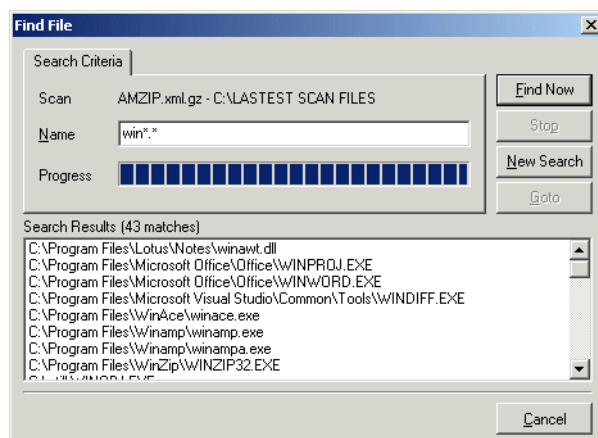 Find File
Search Criteria
Scan AMZIP.xml.gz - C:\LASTEST SCAN FILES
Name win*.*
Progress
Find Now
Stop
New Search
Goto
Search Results (43 matches)
C:\Program Files\Lotus\Notes\winawt.dll
C:\Program Files\Microsoft Office\Office\WINPROJ.EXE
C:\Program Files\Microsoft Office\Office\WINWORD.EXE
C:\Program Files\Microsoft Visual Studio\Common\Tools\WINDIFF.EXE
C:\Program Files\WinAce\winace.exe
C:\Program Files\Winamp\winamp.exe
C:\Program Files\Winamp\winampa.exe
C:\Program Files\WinZip\WINZIP32.EXE
Cancel